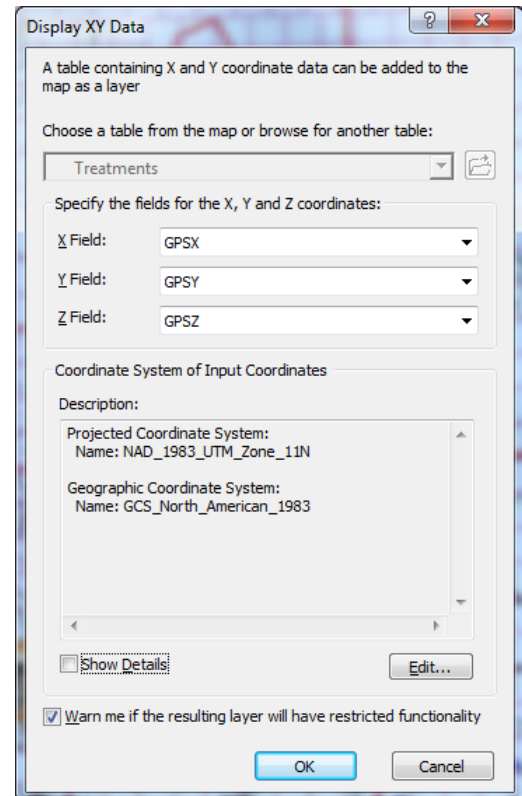 Display XY Data
?
X
A table containing X and Y coordinate data can be added to the
map as a layer
Choose a table from the map or browse for another table:
Treatments
Specify the fields for the X, Y and Z coordinates:
X Field: GPSX
Y Field: GPSY
Z Field: GPSZ
Coordinate System of Input Coordinates
Description:
Projected Coordinate System:
Name: NAD_1983_UTM_Zone_11N
Geographic Coordinate System:
Name: GCS_North_American_1983
Show Details
Edit...
Warn me if the resulting layer will have restricted functionality
OK
Cancel